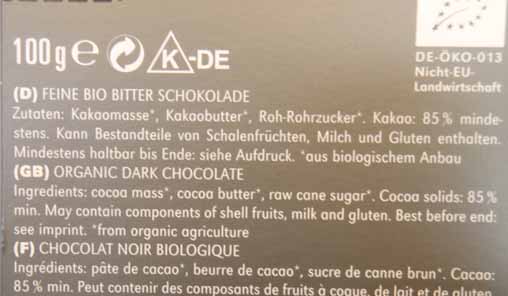 100g e K-DE
DE-ÖKO-013
Nicht-EU-
Landwirtschaft
(D) FEINE BIO BITTER SCHOKOLADE
Zutaten: Kakaomasse*, Kakaobutter*, Roh-Rohrzucker*. Kakao: 85% minde-
stens. Kann Bestandteile von Schalenfrüchten, Milch und Gluten enthalten.
Mindestens haltbar bis Ende: siehe Aufdruck. *aus biologischem Anbau
(GB) ORGANIC DARK CHOCOLATE
Ingredients: cocoa mass*, cocoa butter*, raw cane sugar*. Cocoa solids: 85%
min. May contain components of shell fruits, milk and gluten. Best before end:
see imprint. *from organic agriculture
(F) CHOCOLAT NOIR BIOLOGIQUE
Ingrédients: pâte de cacao*, beurre de cacao*, sucre de canne brun*. Cacao:
85% min. Peut contenir des composants de fruits à coque, de lait et de gluten.